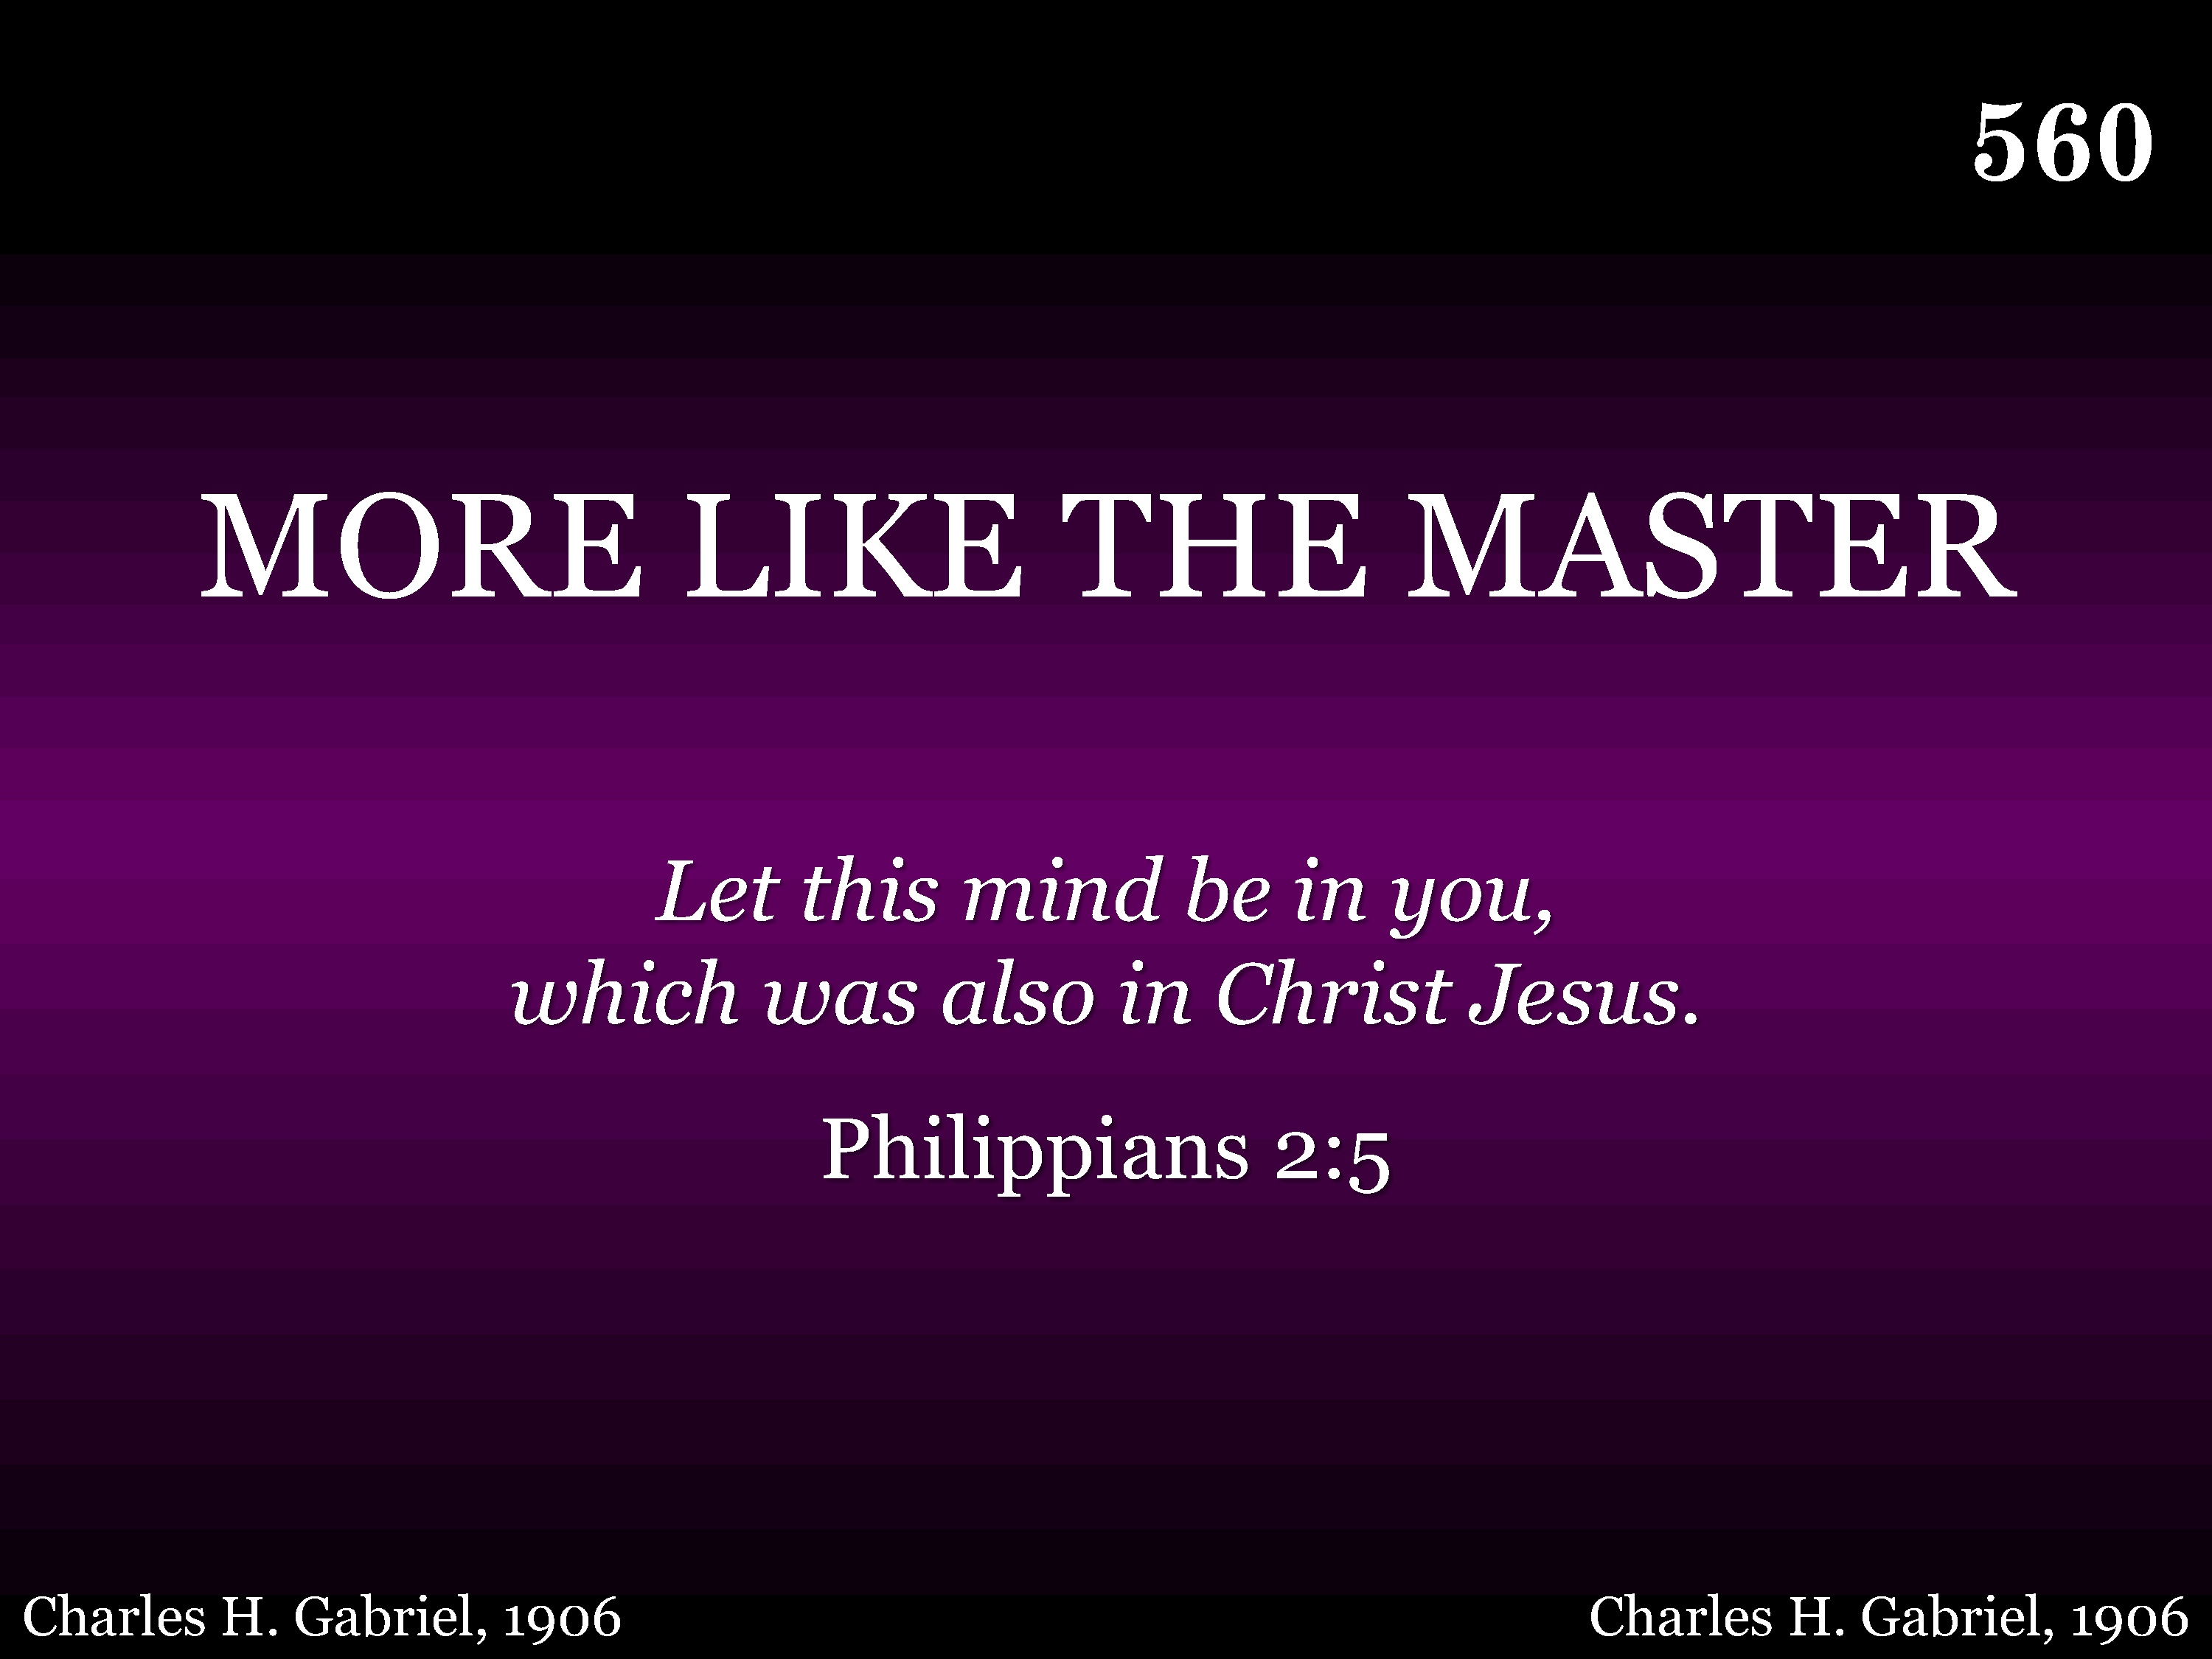 560
MORE LIKE THE MASTER
Let this mind be in you,
which was also in Christ Jesus.
Philippians 2:5
Charles H. Gabriel, 1906
Charles H. Gabriel, 1906